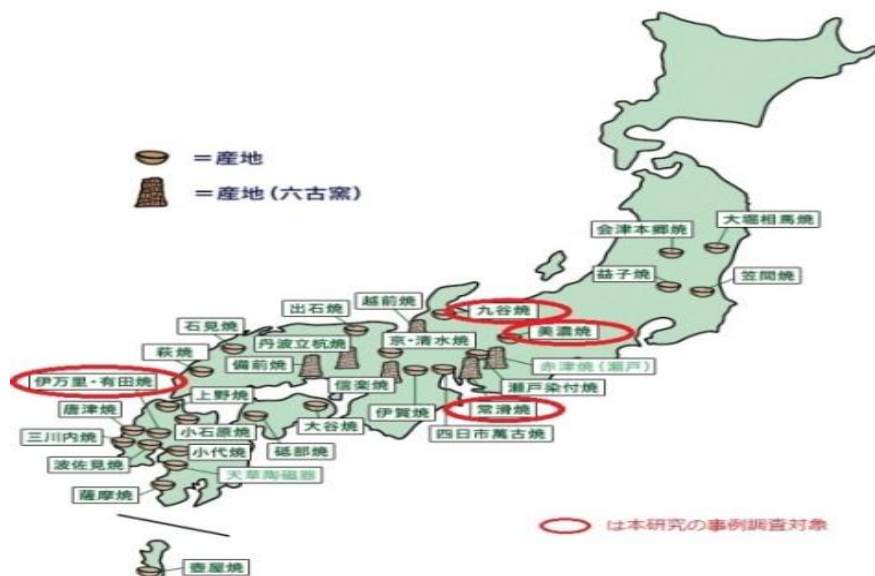 =産地
=産地(六古窯)
会津本郷焼
大堀相馬焼
益子焼
笠間焼
越前焼
九谷焼
出石焼
石見焼
美濃焼
丹波立杭焼
京・清水焼
萩焼
備前焼
赤津焼(瀬戸)
伊万里・有田焼
信楽焼
瀬戸染付焼
上野焼
唐津焼
伊賀焼
常滑焼
小石原焼
大谷焼
四日市萬古焼
三川内焼
小代焼
砥部焼
波佐見焼
天草陶磁器
薩摩焼
は本研究の事例調査対象
壺屋焼